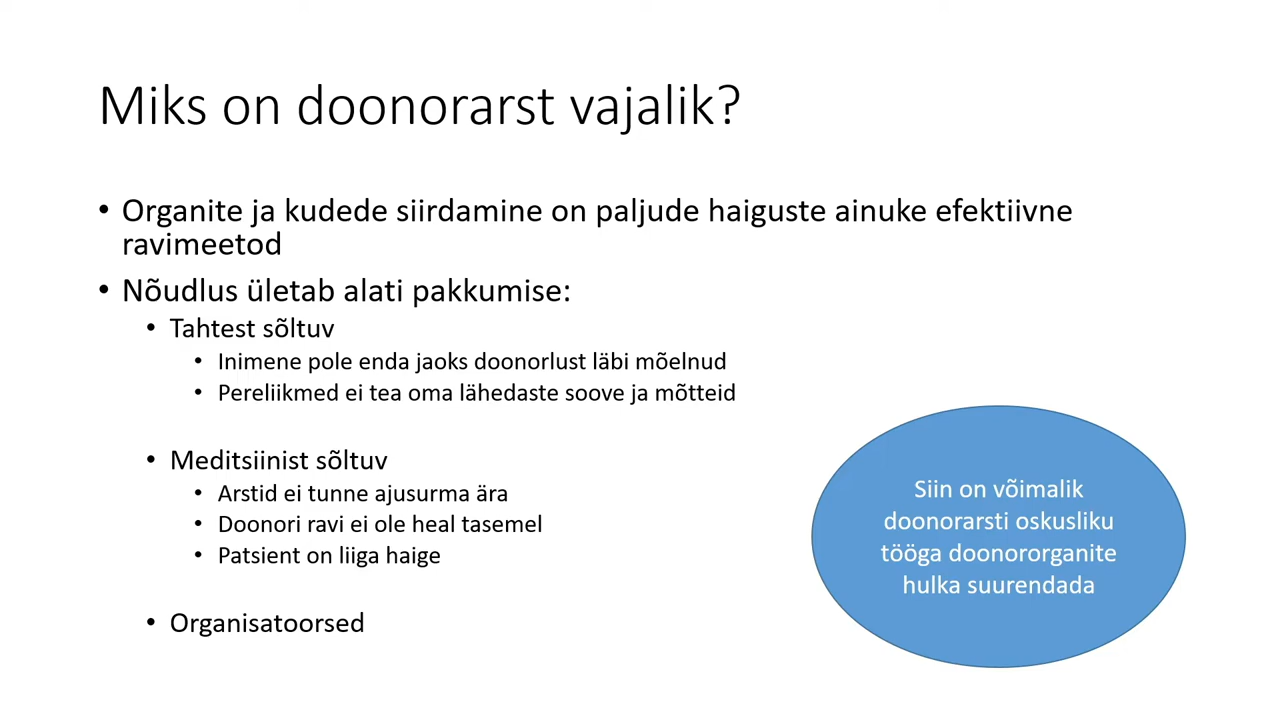 Miks on doonorarst vajalik?
• Organite ja kudede siirdamine on paljude haiguste ainuke efektiivne
ravimeetod
• Nõudlus ületab alati pakkumise:
• Tahtest sõltuv
• Inimene pole enda jaoks doonorlust läbi mõelnud
• Pereliikmed ei tea oma lähedaste soove ja mõtteid
• Meditsiinist sõltuv
• Arstid ei tunne ajusurma ära
• Doonori ravi ei ole heal tasemel
• Patsient on liiga haige
• Organisatoorsed
Siin on võimalik
doonorarsti oskusliku
tööga doonororganite
hulka suurendada